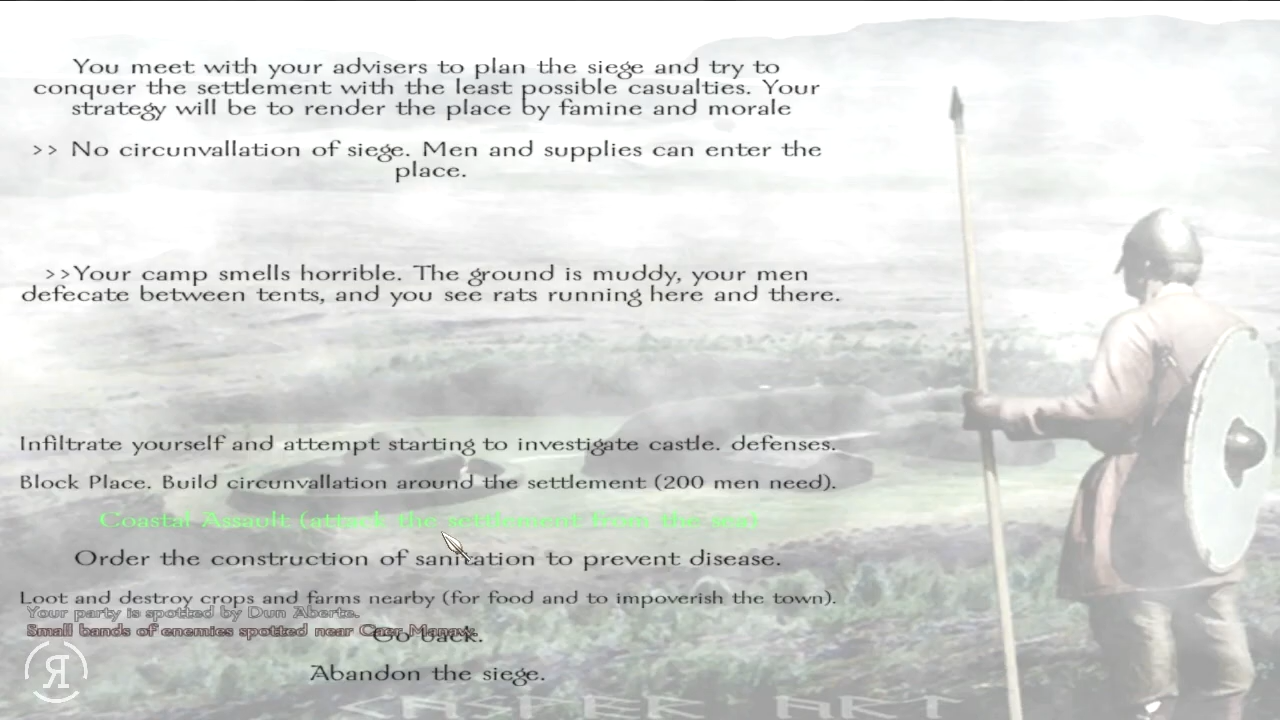 You meet with your advisers to plan the siege and try to
conquer the settlement with the least possible casualties. Your
strategy will be to render the place by famine and morale
>> No circunvallation of siege. Men and supplies can enter the
place.
>>Your camp smells horrible. The ground is muddy, your men
defecate between tents, and you see rats running here and there.
Infiltrate yourself and attempt starting to investigate castle. defenses.
Block Place. Build circunvallation around the settlement (200 men need).
Coastal Assault (attack the settlement from the sea)
Order the construction of sanitation to prevent disease.
Loot and destroy crops and farms nearby (for food and to impoverish the town).
Your party is spotted by Dun Aberte.
Small bands of enemies spotted near Caer Manaw.
Go back.
Abandon the siege.
CASPER ART